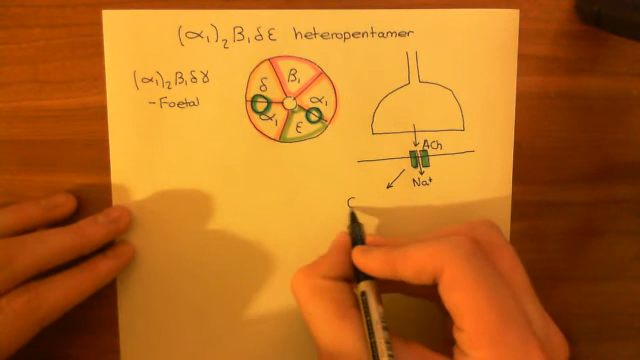 (α₁)₂ β₁ δ ε heteropentamer
(α₁)₂ β₁ δ γ
- Foetal
β₁
δ
α₁
α₁
ε
ACh
Na⁺
C